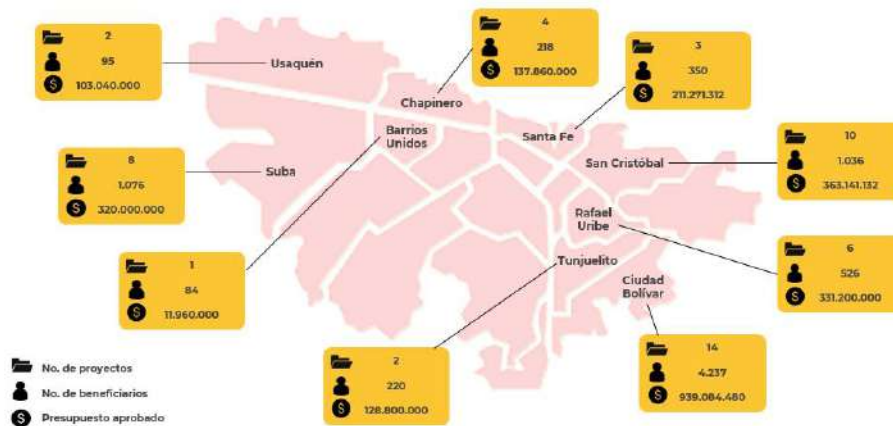 2
95
103.040.000
Usaquén
4
218
137.860.000
Chapinero
3
350
211.271.312
Santa Fe
Barrios
Unidos
10
1.036
363.141.132
San Cristóbal
8
1.076
320.000.000
Suba
Rafael
Uribe
6
526
331.200.000
1
84
11.960.000
Tunjuelito
Ciudad
Bolívar
2
220
128.800.000
14
4.237
939.084.480
No. de proyectos
No. de beneficiarios
Presupuesto aprobado